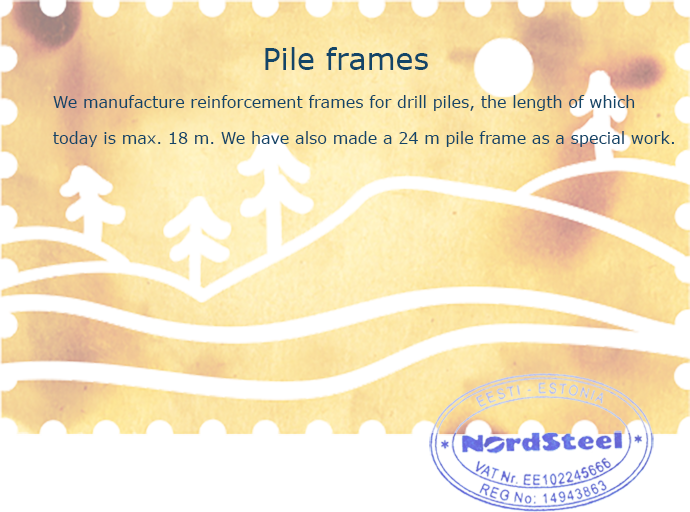 Pile frames
We manufacture reinforcement frames for drill piles, the length of which
today is max. 18 m. We have also made a 24 m pile frame as a special work.
EESTI - ESTONIA
* NordSteel *
VAT Nr. EE102245666
REG No: 14943863